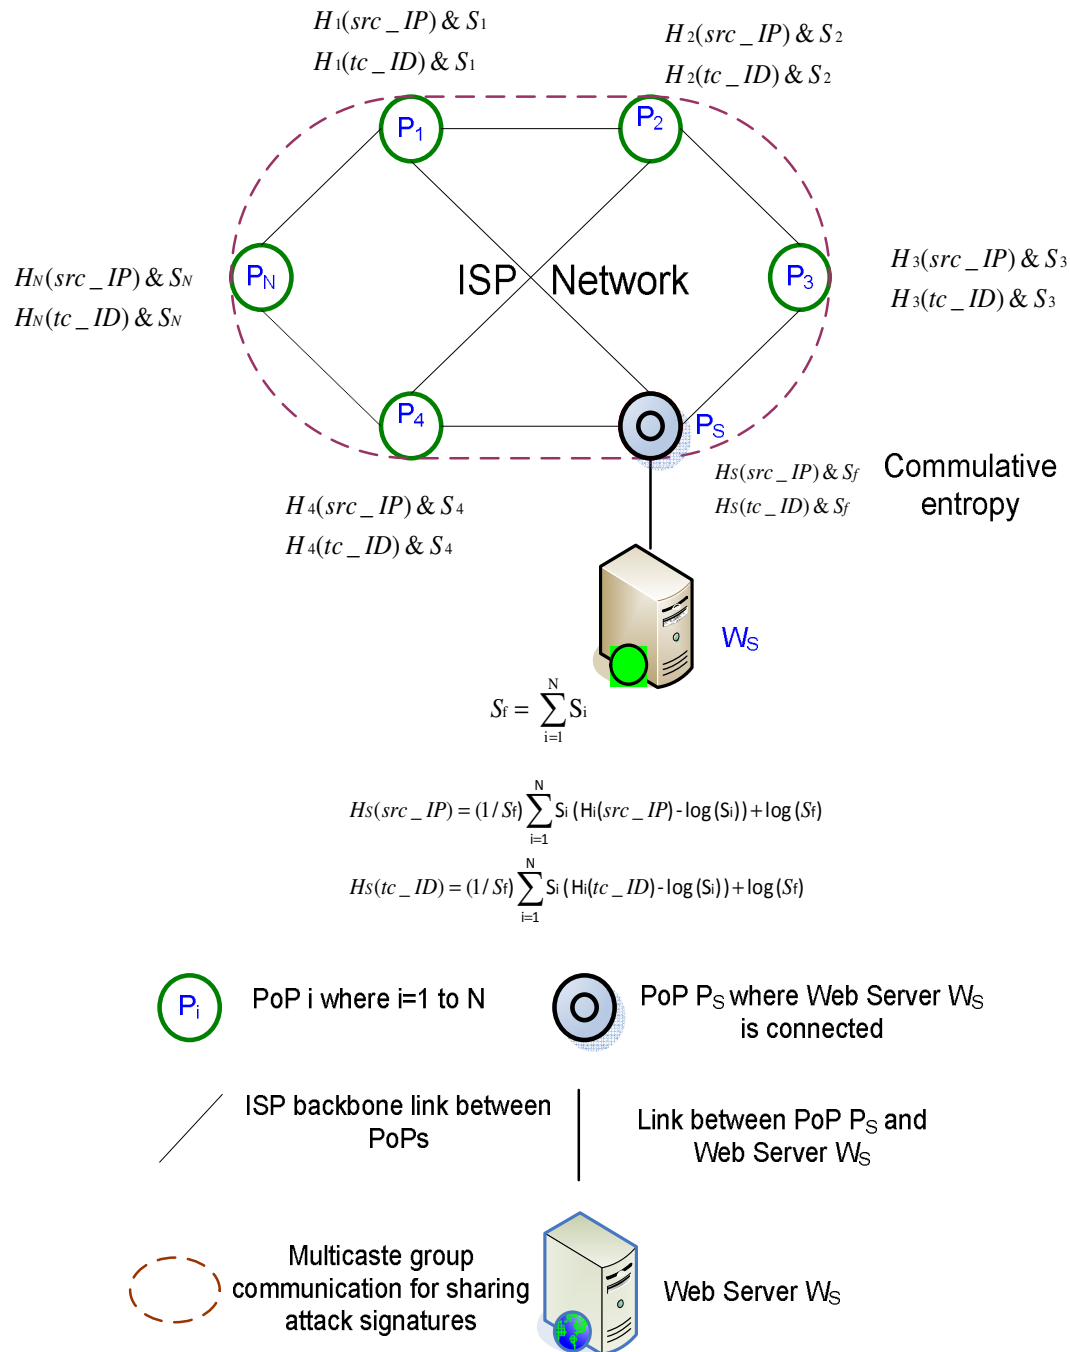 H1(src_IP) & S1
H1(tc_ID) & S1
H2(src_IP) & S2
H2(tc_ID) & S2
P1
P2
HN(src_IP) & SN
HN(tc_ID) & SN
PN
ISP Network
P3
H3(src_IP) & S3
H3(tc_ID) & S3
P4
PS
H4(src_IP) & S4
H4(tc_ID) & S4
HS(src_IP) & Sf
HS(tc_ID) & Sf
Commulative
entropy
WS
Sf = ∑_{i=1}^{N} Si
HS(src_IP) = (1/Sf) ∑_{i=1}^{N} Si (Hi(src_IP) - log(Si)) + log(Sf)
HS(tc_ID) = (1/Sf) ∑_{i=1}^{N} Si (Hi(tc_ID) - log(Si)) + log(Sf)
Pi
PoP i where i=1 to N
PoP PS where Web Server WS
is connected
ISP backbone link between
PoPs
Link between PoP PS and
Web Server WS
Multicaste group
communication for sharing
attack signatures
Web Server WS